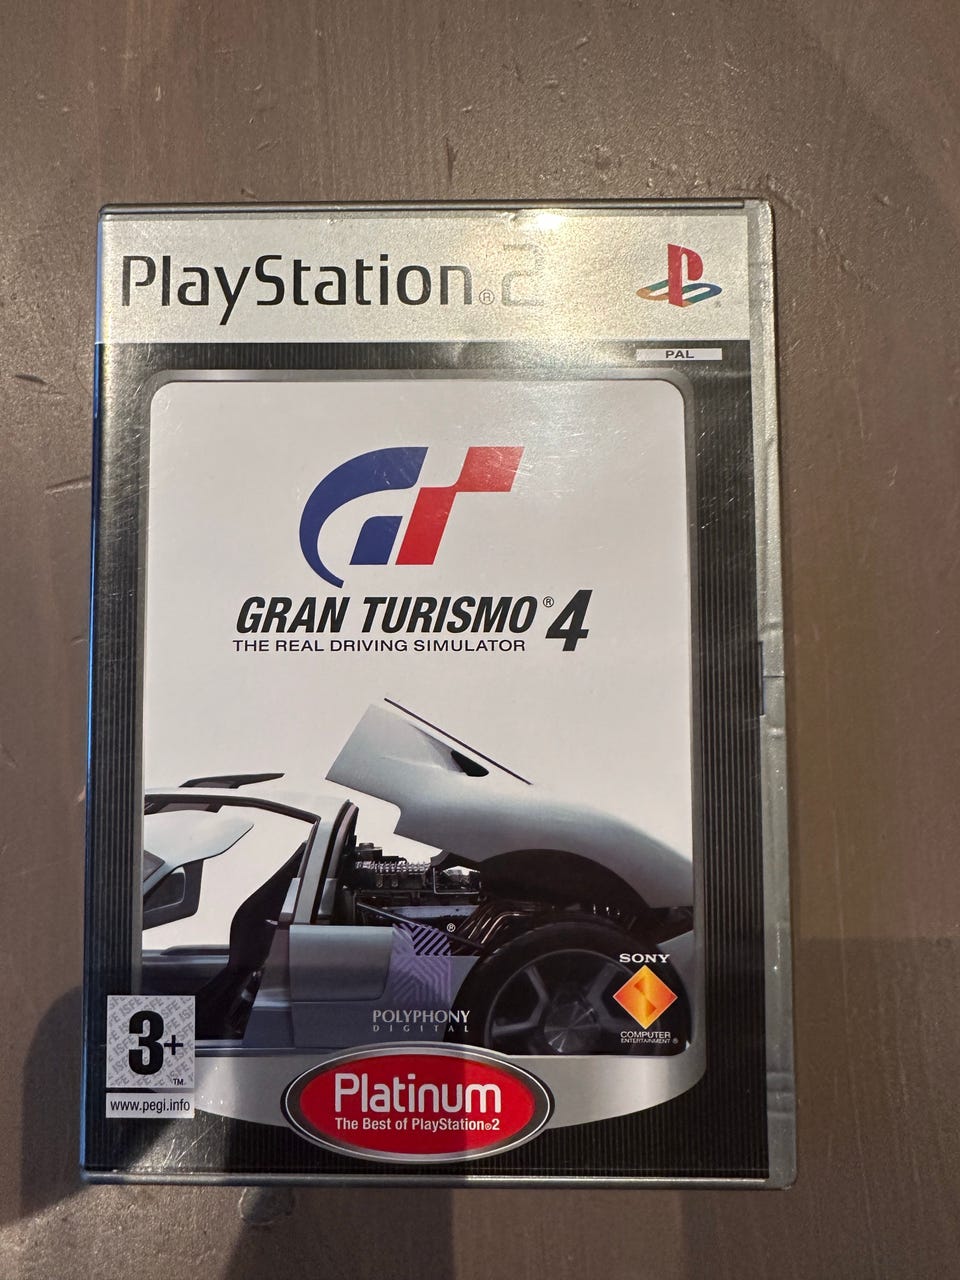 PlayStation®2
PAL
GRAN TURISMO® 4
THE REAL DRIVING SIMULATOR
®
SONY
COMPUTER
ENTERTAINMENT®
POLYPHONY
DIGITAL
3+
TM
www.pegi.info
Platinum
The Best of PlayStation®2